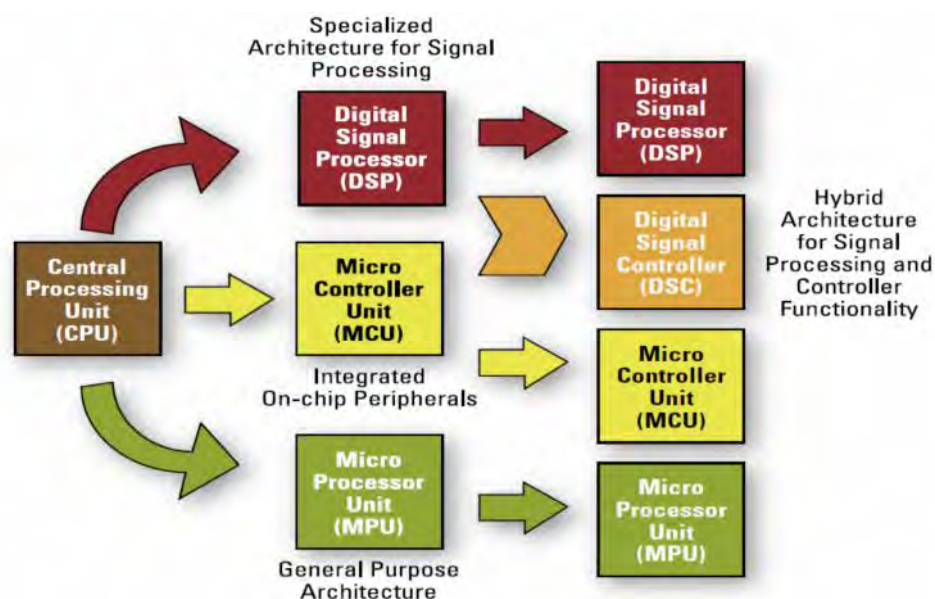 Specialized
Architecture for Signal
Processing
Digital
Signal
Processor
(DSP)
Digital
Signal
Processor
(DSP)
Central
Processing
Unit
(CPU)
Micro
Controller
Unit
(MCU)
Integrated
On-chip Peripherals
Digital
Signal
Controller
(DSC)
Hybrid
Architecture
for Signal
Processing and
Controller
Functionality
Micro
Controller
Unit
(MCU)
Micro
Processor
Unit
(MPU)
General Purpose
Architecture
Micro
Processor
Unit
(MPU)